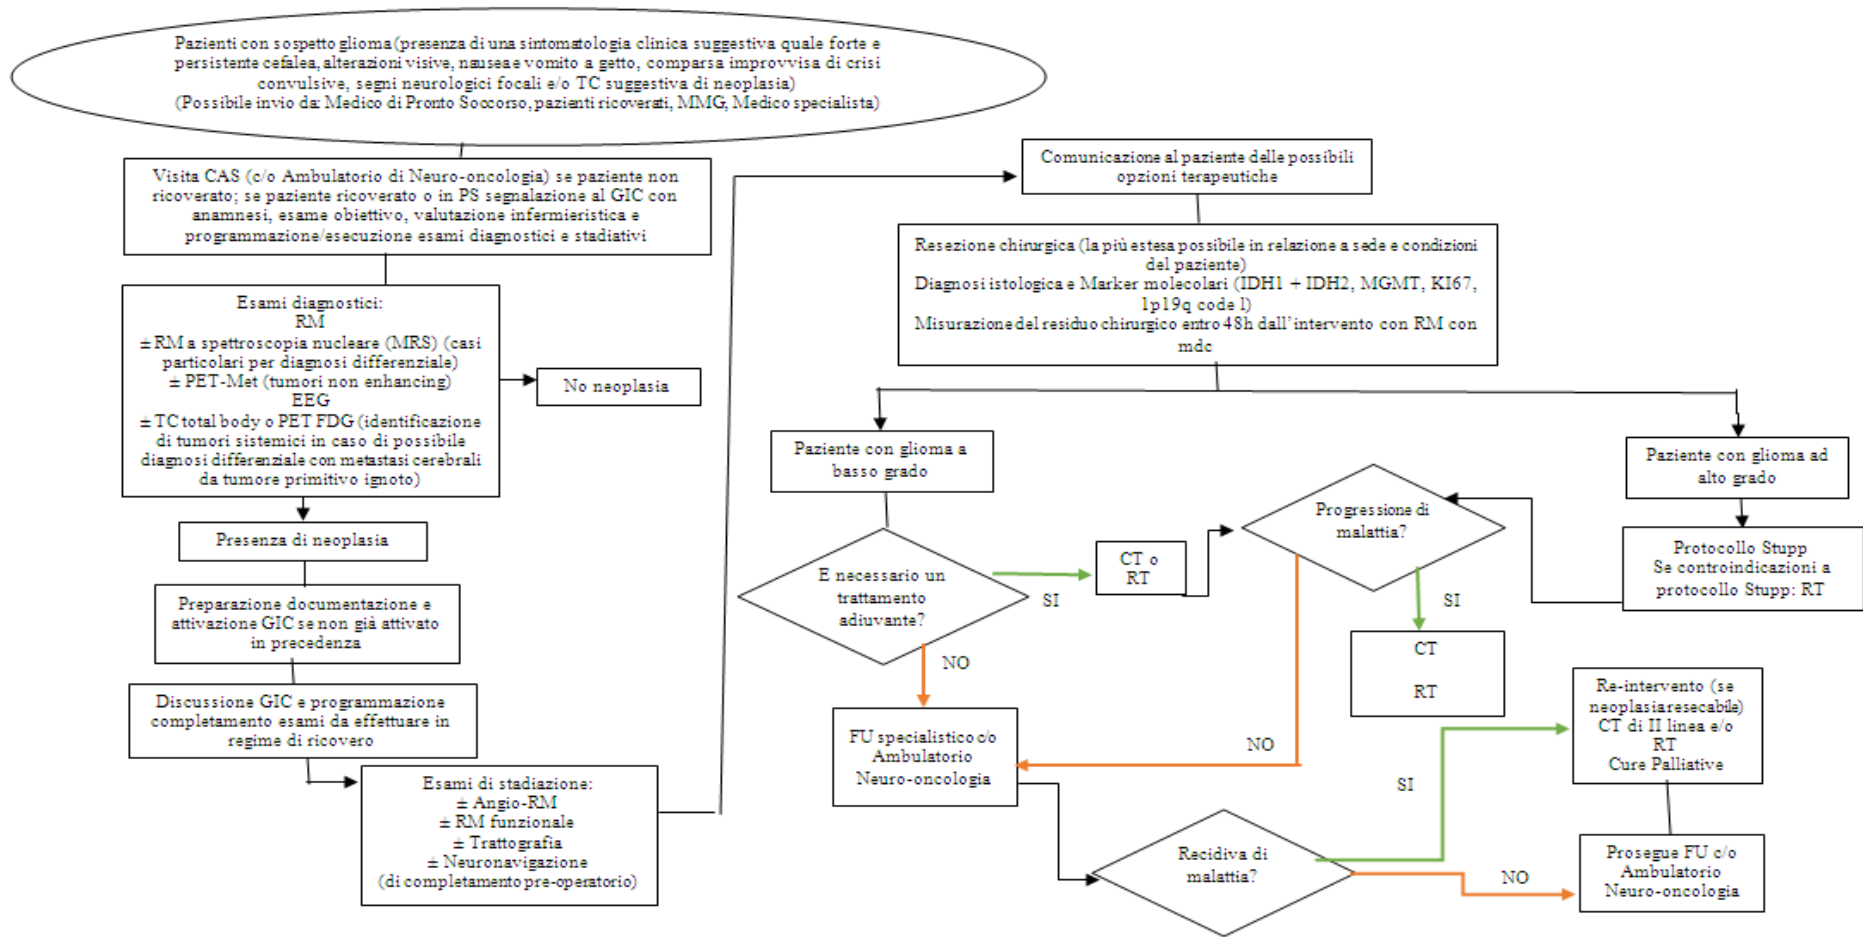 Pazienti con sospetto glioma (presenza di una sintomatologia clinica suggestiva quale forte e
persistente cefalea, alterazioni visive, nausea e vomito a getto, comparsa improvvisa di crisi
convulsive, segni neurologici focali e/o TC suggestiva di neoplasia)
(Possibile invio da: Medico di Pronto Soccorso, pazienti ricoverati, MMG, Medico specialista)
Visita CAS (c/o Ambulatorio di Neuro-oncologia) se paziente non
ricoverato; se paziente ricoverato o in PS segnalazione al GIC con
anamnesi, esame obiettivo, valutazione infermieristica e
programmazione/esecuzione esami diagnostici e stadiativi
Esami diagnostici:
RM
± RM a spettroscopia nucleare (MRS) (casi
particolari per diagnosi differenziale)
± PET-Met (tumori non enhancing)
EEG
± TC total body o PET FDG (identificazione
di tumori sistemici in caso di possibile
diagnosi differenziale con metastasi cerebrali
da tumore primitivo ignoto)
No neoplasia
Presenza di neoplasia
Preparazione documentazione e
attivazione GIC se non già attivato
in precedenza
Discussione GIC e programmazione
completamento esami da effettuare in
regime di ricovero
Esami di stadiazione:
± Angio-RM
± RM funzionale
± Trattografia
± Neuronavigazione
(di completamento pre-operatorio)
Comunicazione al paziente delle possibili
opzioni terapeutiche
Resezione chirurgica (la più estesa possibile in relazione a sede e condizioni
del paziente)
Diagnosi istologica e Marker molecolari (IDH1 + IDH2, MGMT, KI67,
1p19q code l)
Misurazione del residuo chirurgico entro 48h dall'intervento con RM con
mdc
Paziente con glioma a
basso grado
Paziente con glioma ad
alto grado
E necessario un
trattamento
adiuvante?
SI
NO
CT o
RT
Progressione di
malattia?
SI
NO
Protocollo Stupp
Se controindicazioni a
protocollo Stupp: RT
CT
RT
FU specialistico c/o
Ambulatorio
Neuro-oncologia
Recidiva di
malattia?
SI
NO
Re-intervento (se
neoplasia resecabile)
CT di II linea e/o
RT
Cure Palliative
Prosegue FU c/o
Ambulatorio
Neuro-oncologia